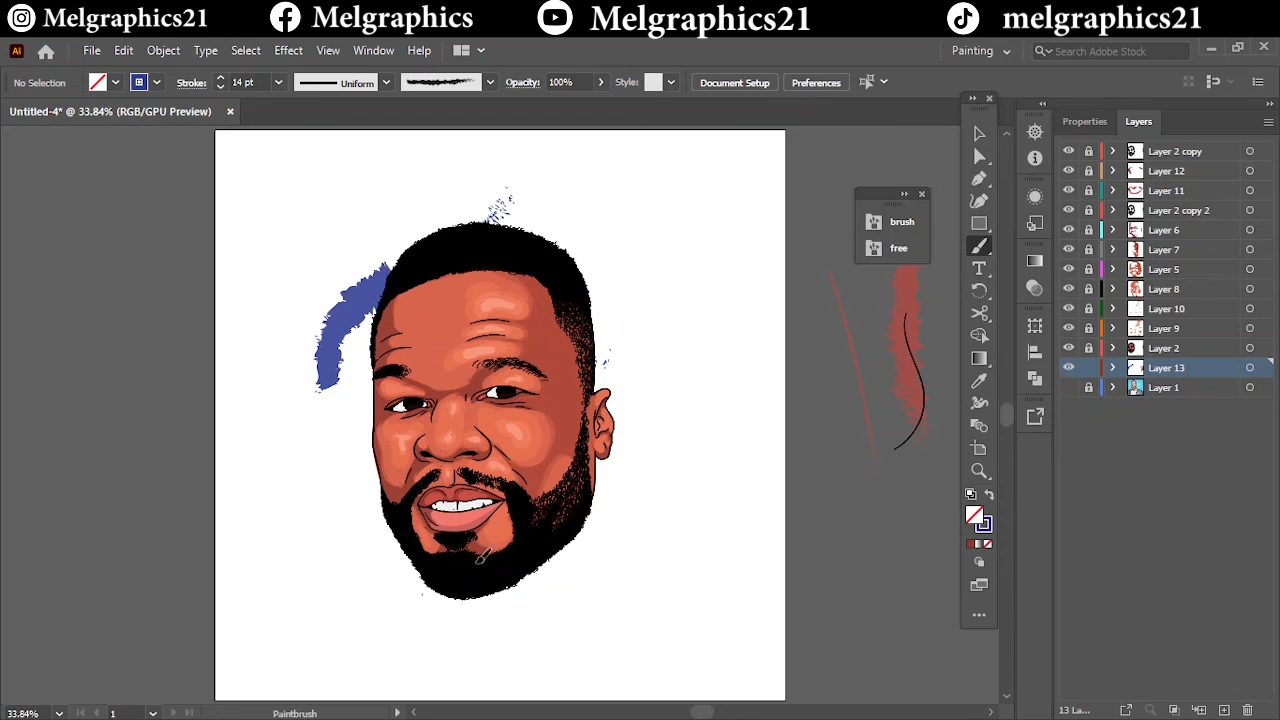 Melgraphics21 Melgraphics Melgraphics21 melgraphics21
Ai File Edit Object Type Select Effect View Window Help Painting Search Adobe Stock
No Selection Stroke: 14 pt Uniform Opacity: 100% Style: Document Setup Preferences
Untitled-4* @ 33.84% (RGB/GPU Preview)
Properties Layers
Layer 2 copy
Layer 12
Layer 11
Layer 2 copy 2
brush
Layer 6
free
Layer 7
Layer 5
Layer 8
Layer 10
Layer 9
Layer 2
Layer 13
Layer 1
33.84% 1 Paintbrush 13 La...